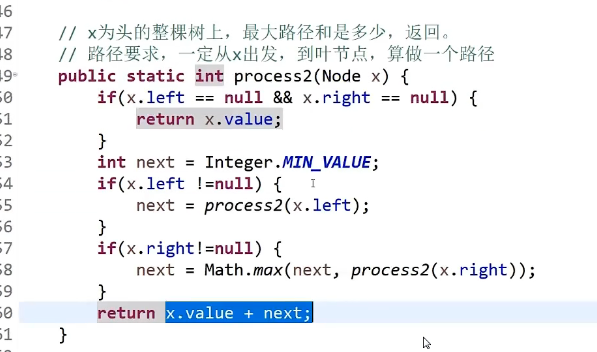 46
47 // x为头的整棵树上，最大路径和是多少，返回。
48 // 路径要求，一定从x出发，到叶节点，算做一个路径
49 public static int process2(Node x) {
50 if(x.left == null && x.right == null) {
51 return x.value;
52 }
53 int next = Integer.MIN_VALUE;
54 if(x.left !=null) {
55 next = process2(x.left);
56 }
57 if(x.right!=null) {
58 next = Math.max(next, process2(x.right));
59 }
60 return x.value + next;
61 }